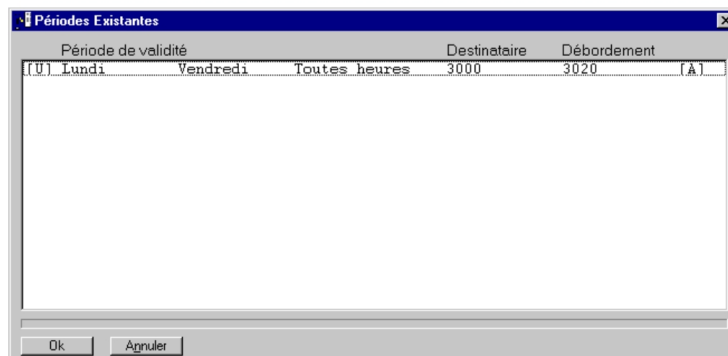 Périodes Existantes
Période de validité Destinataire Débordement
[U] Lundi Vendredi Toutes heures 3000 3020 [A]
Ok Annuler